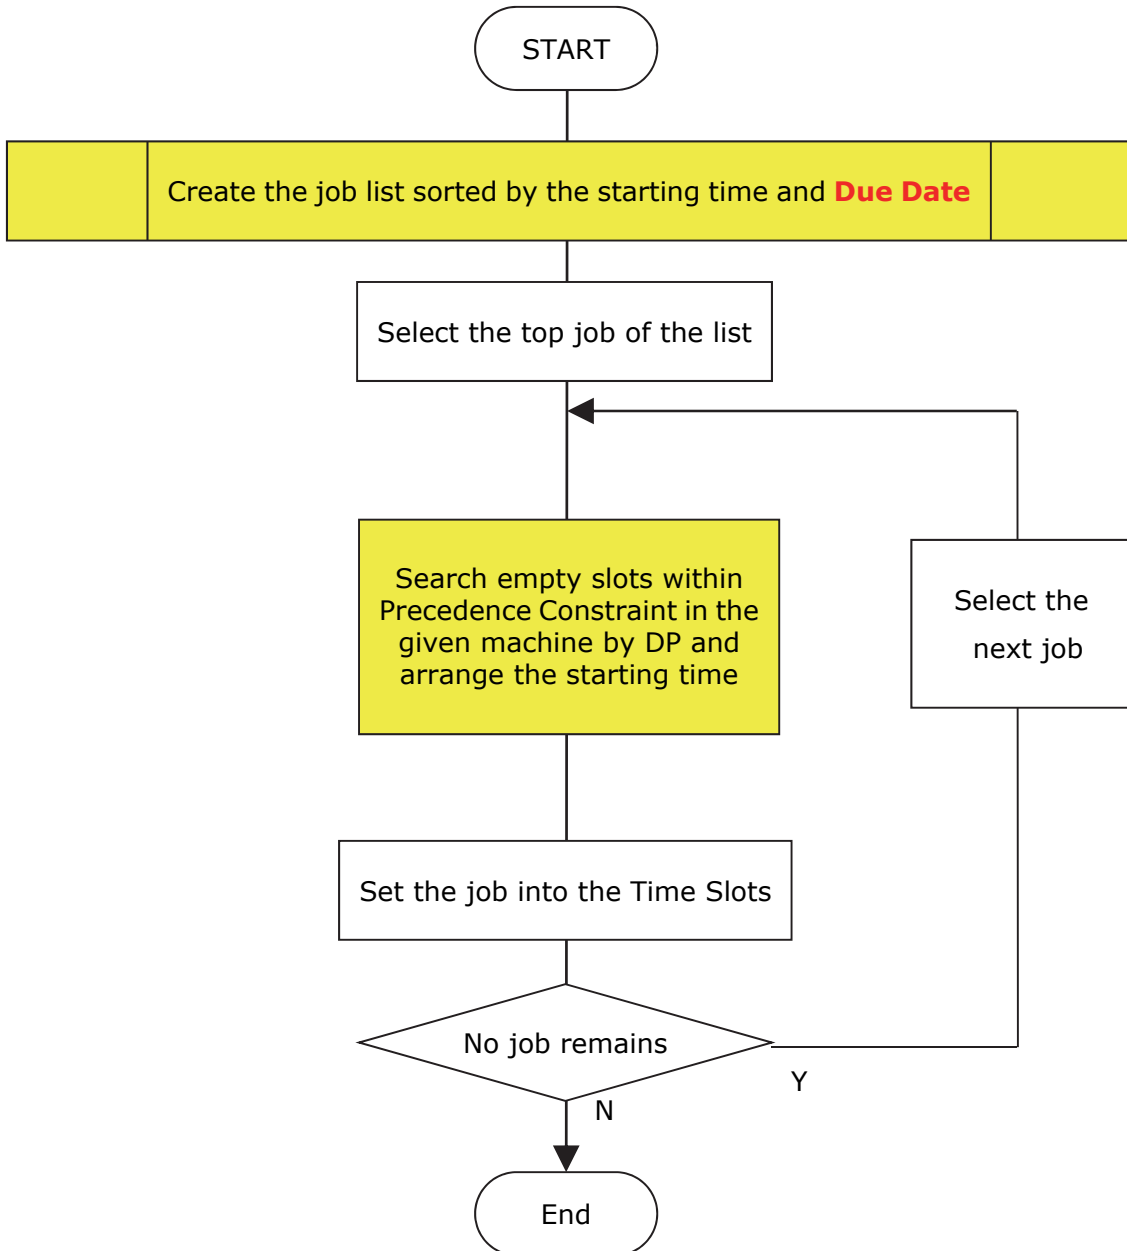 START
Create the job list sorted by the starting time and Due Date
Select the top job of the list
Search empty slots within
Precedence Constraint in the
given machine by DP and
arrange the starting time
Select the
next job
Set the job into the Time Slots
No job remains
Y
N
End